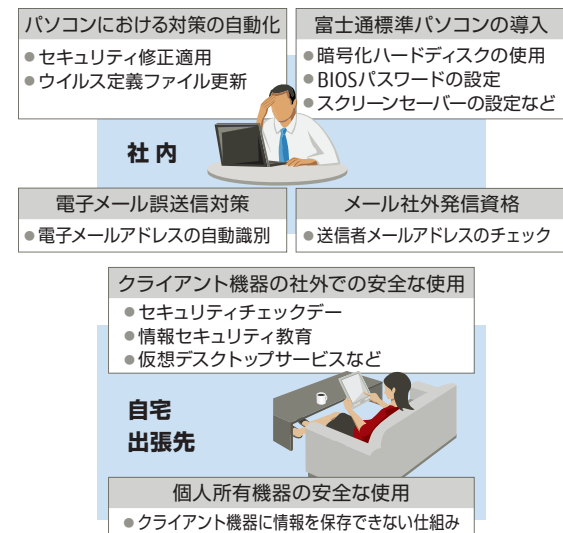 パソコンにおける対策の自動化
●セキュリティ修正適用
●ウイルス定義ファイル更新
富士通標準パソコンの導入
●暗号化ハードディスクの使用
●BIOSパスワードの設定
●スクリーンセーバーの設定など
社内
電子メール誤送信対策
●電子メールアドレスの自動識別
メール社外発信資格
●送信者メールアドレスのチェック
クライアント機器の社外での安全な使用
●セキュリティチェックデー
●情報セキュリティ教育
●仮想デスクトップサービスなど
自宅
出張先
個人所有機器の安全な使用
●クライアント機器に情報を保存できない仕組み